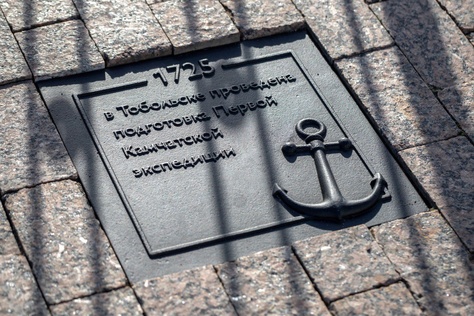 1725
в Тобольске проведена
подготовка Первой
Камчатской
экспедиции